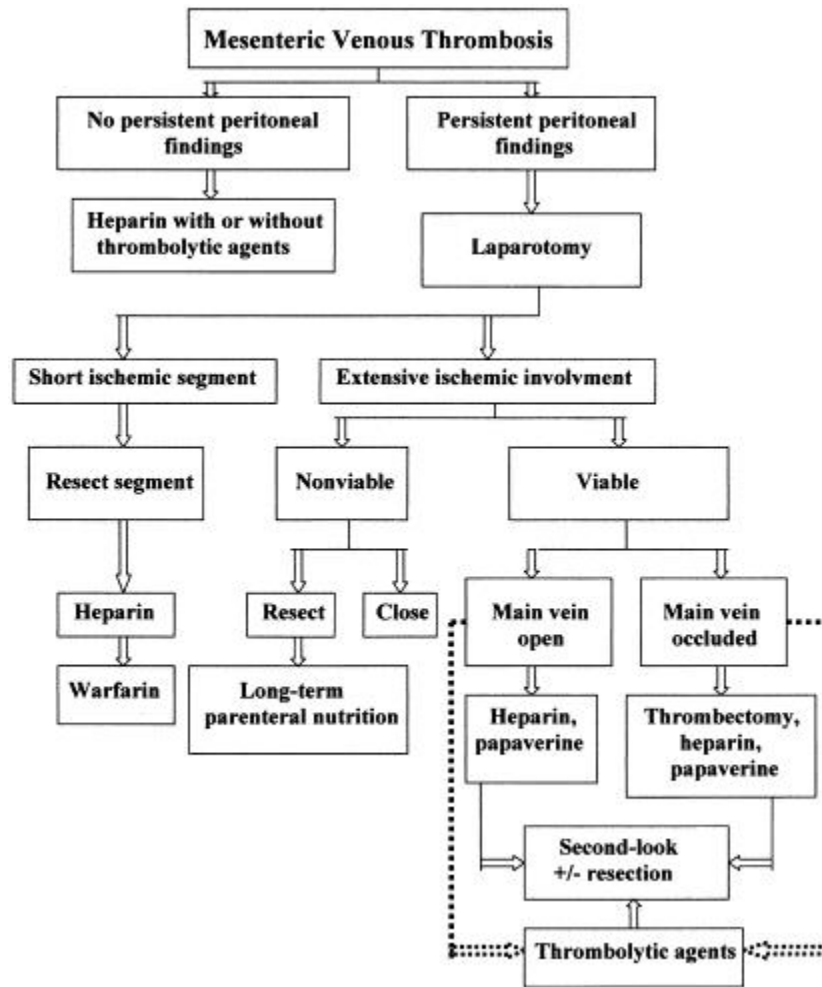 Mesenteric Venous Thrombosis
No persistent peritoneal
findings
Persistent peritoneal
findings
Heparin with or without
thrombolytic agents
Laparotomy
Short ischemic segment
Extensive ischemic involvment
Resect segment
Nonviable
Viable
Heparin
Resect
Close
Main vein
open
Main vein
occluded
Warfarin
Long-term
parenteral nutrition
Heparin,
papaverine
Thrombectomy,
heparin,
papaverine
Second-look
+/- resection
Thrombolytic agents